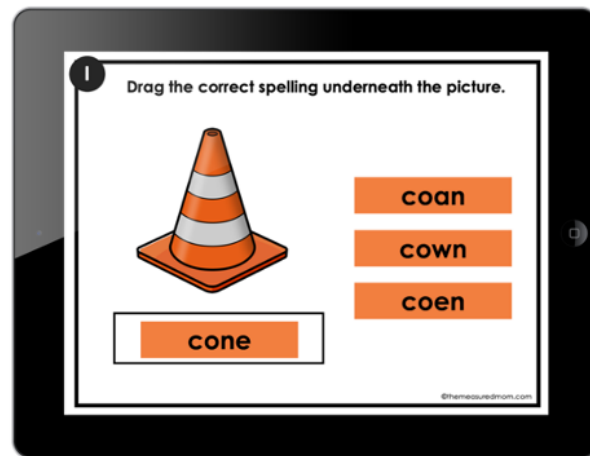 1
Drag the correct spelling underneath the picture.
coan
cown
coen
cone
©themeasuredmom.com